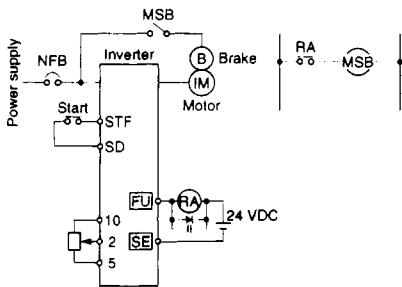 MSB
NFB
Inverter
B
Brake
RA
MSB
IM
Motor
Power supply
Start
STF
SD
FU
RA
24 VDC
10
2
SE
5